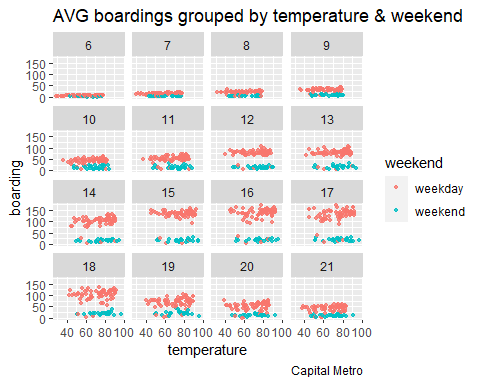 AVG boardings grouped by temperature & weekend
6 7 8 9
150
100
50
0
10 11 12 13
150
100
50
0
14 15 16 17
150
100
50
0
18 19 20 21
150
100
50
0
40 60 80 100 40 60 80 100 40 60 80 100 40 60 80 100
temperature
boarding
weekend
weekday
weekend
Capital Metro